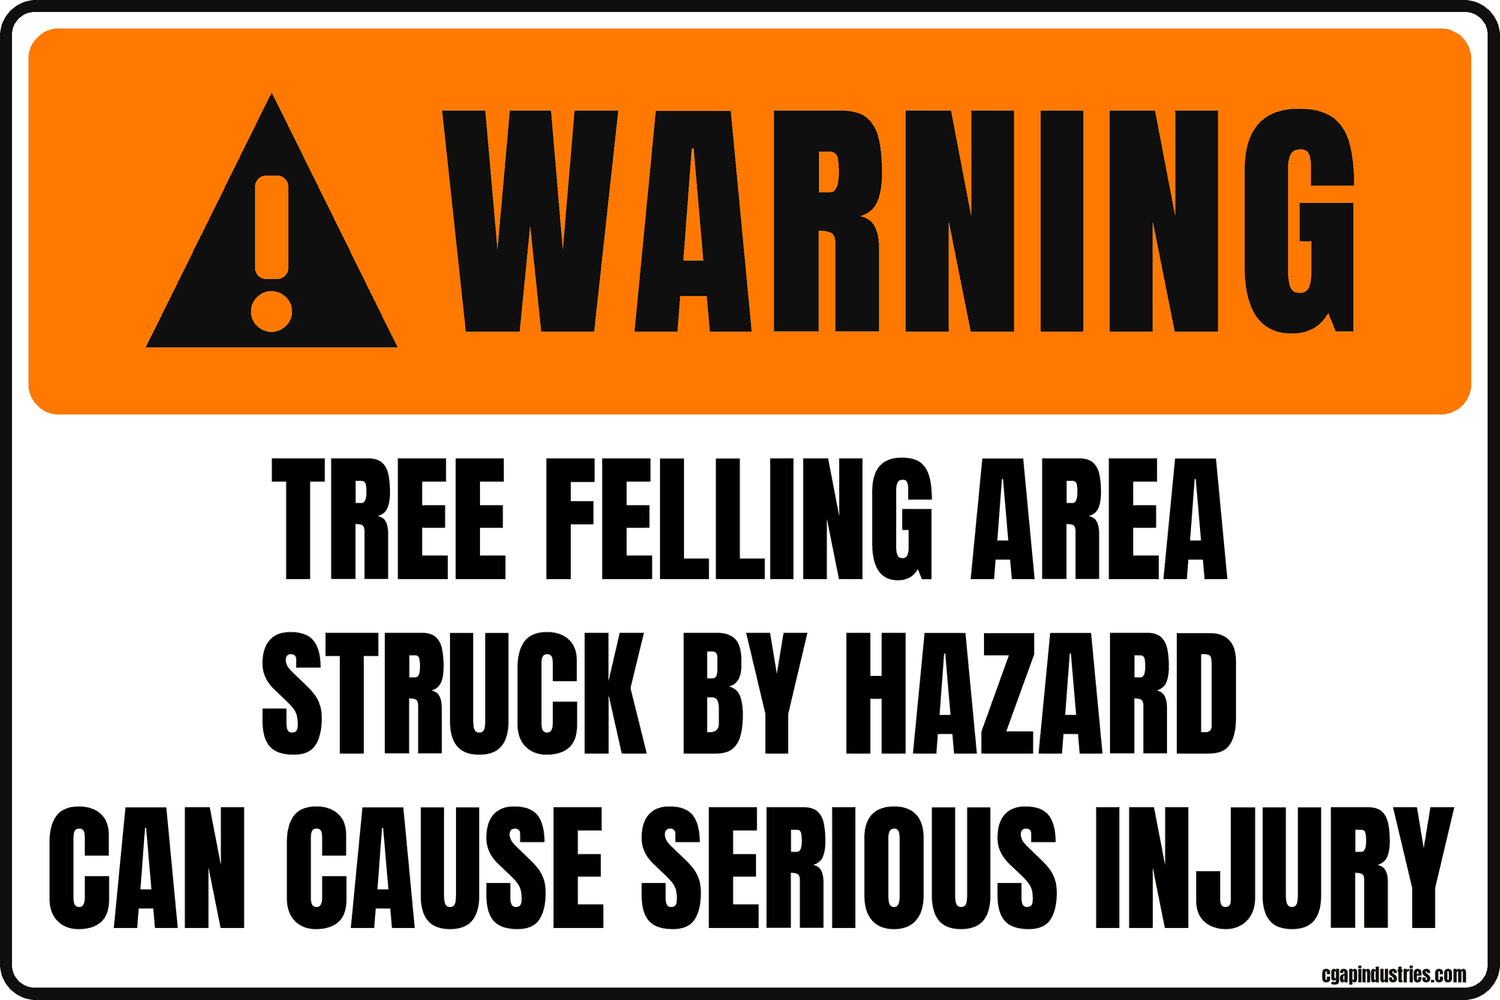 WARNING
TREE FELLING AREA
STRUCK BY HAZARD
CAN CAUSE SERIOUS INJURY
cgapindustries.com